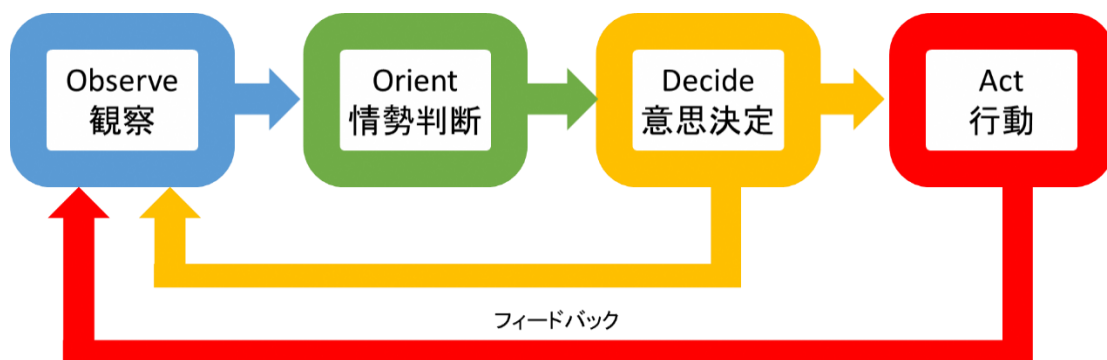 Observe
観察
Orient
情勢判断
Decide
意思決定
Act
行動
フィードバック